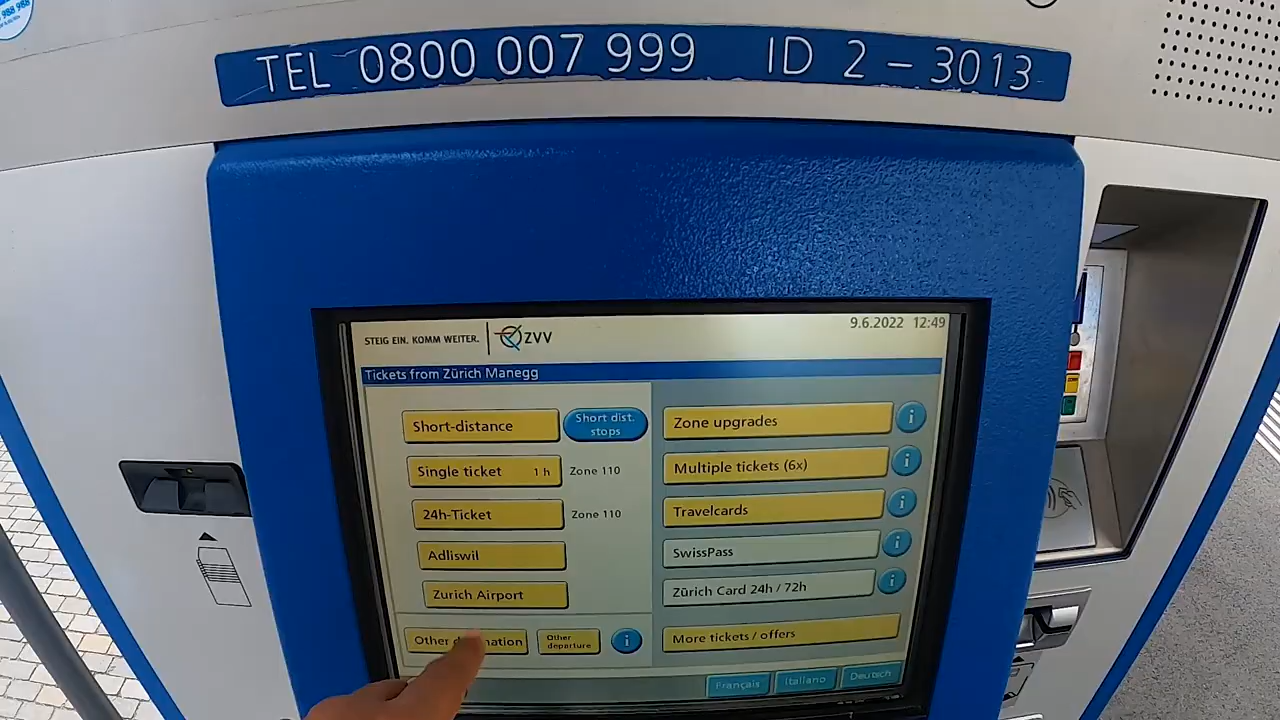 TEL 0800 007 999 ID 2 - 3013
STEIG EIN. KOMM WEITER. ZVV
9.6.2022 12:49
Tickets from Zürich Manegg
Short-distance
Short dist.
stops
Single ticket 1 h Zone 110
24h-Ticket Zone 110
Adliswil
Zurich Airport
Other
Other
departure
i
Zone upgrades i
Multiple tickets (6x) i
Travelcards i
SwissPass i
Zürich Card 24h / 72h i
More tickets / offers
Français Italiano Deutsch